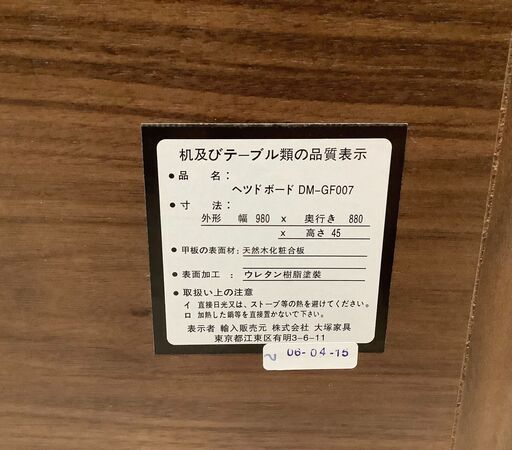 机及びテーブル類の品質表示
● 品 名:
ヘッドボード DM-GF007
● 寸 法:
外形 幅 980 x 奥行き 880
x 高さ 45
● 甲板の表面材: 天然木化粧合板
● 表面加工 : ウレタン樹脂塗装
● 取扱い上の注意
イ 直接日光又は、ストーブ等の熱を避けてください。
ロ 加熱した鍋等を直接置かないで下さい。
表示者 輸入販売元 株式会社 大塚家具
東京都江東区有明3-6-11
06-04-15